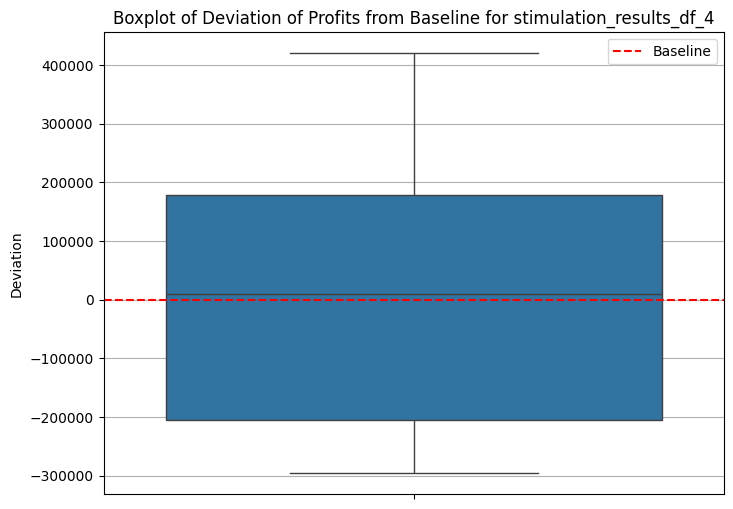 Boxplot of Deviation of Profits from Baseline for stimulation_results_df_4
Baseline
400000
300000
200000
100000
0
−100000
−200000
−300000
Deviation